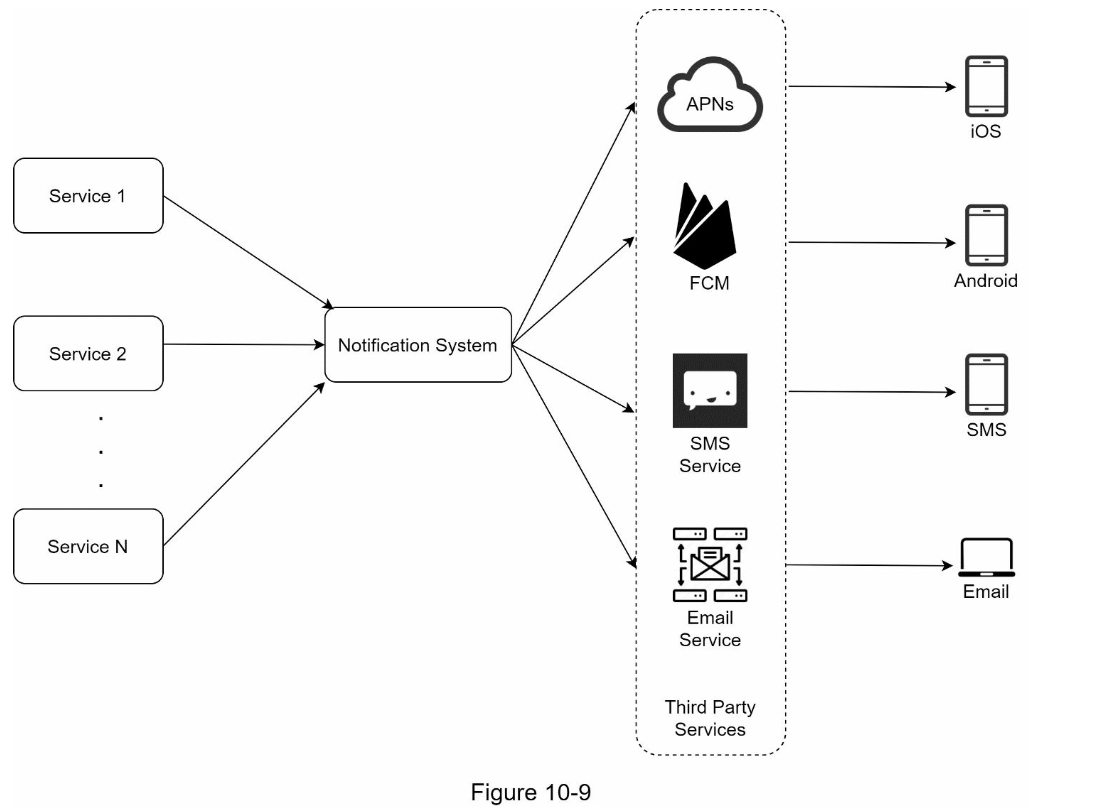 Service 1
Service 2
.
.
.
Service N
Notification System
APNs
FCM
SMS
Service
Email
Service
Third Party
Services
iOS
Android
SMS
Email
Figure 10-9